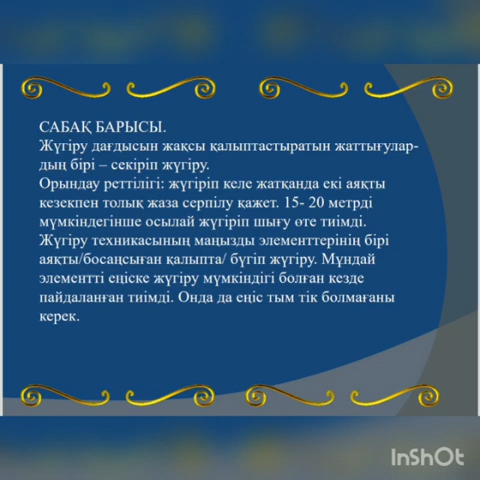 САБАҚ БАРЫСЫ.
Жүгіру дағдысын жақсы қалыптастыратын жаттығулар-
дың бірі – секіріп жүгіру.
Орындау реттілігі: жүгіріп келе жатқанда екі аяқты
кезекпен толық жаза серпілу қажет. 15- 20 метрді
мүмкіндегінше осылай жүгіріп шығу өте тиімді.
Жүгіру техникасының маңызды элементтерінің бірі
аяқты/босаңсыған қалыпта/ бүгіп жүгіру. Мұндай
элементті еңіске жүгіру мүмкіндігі болған кезде
пайдаланған тиімді. Онда да еңіс тым тік болмағаны
керек.
InShOt